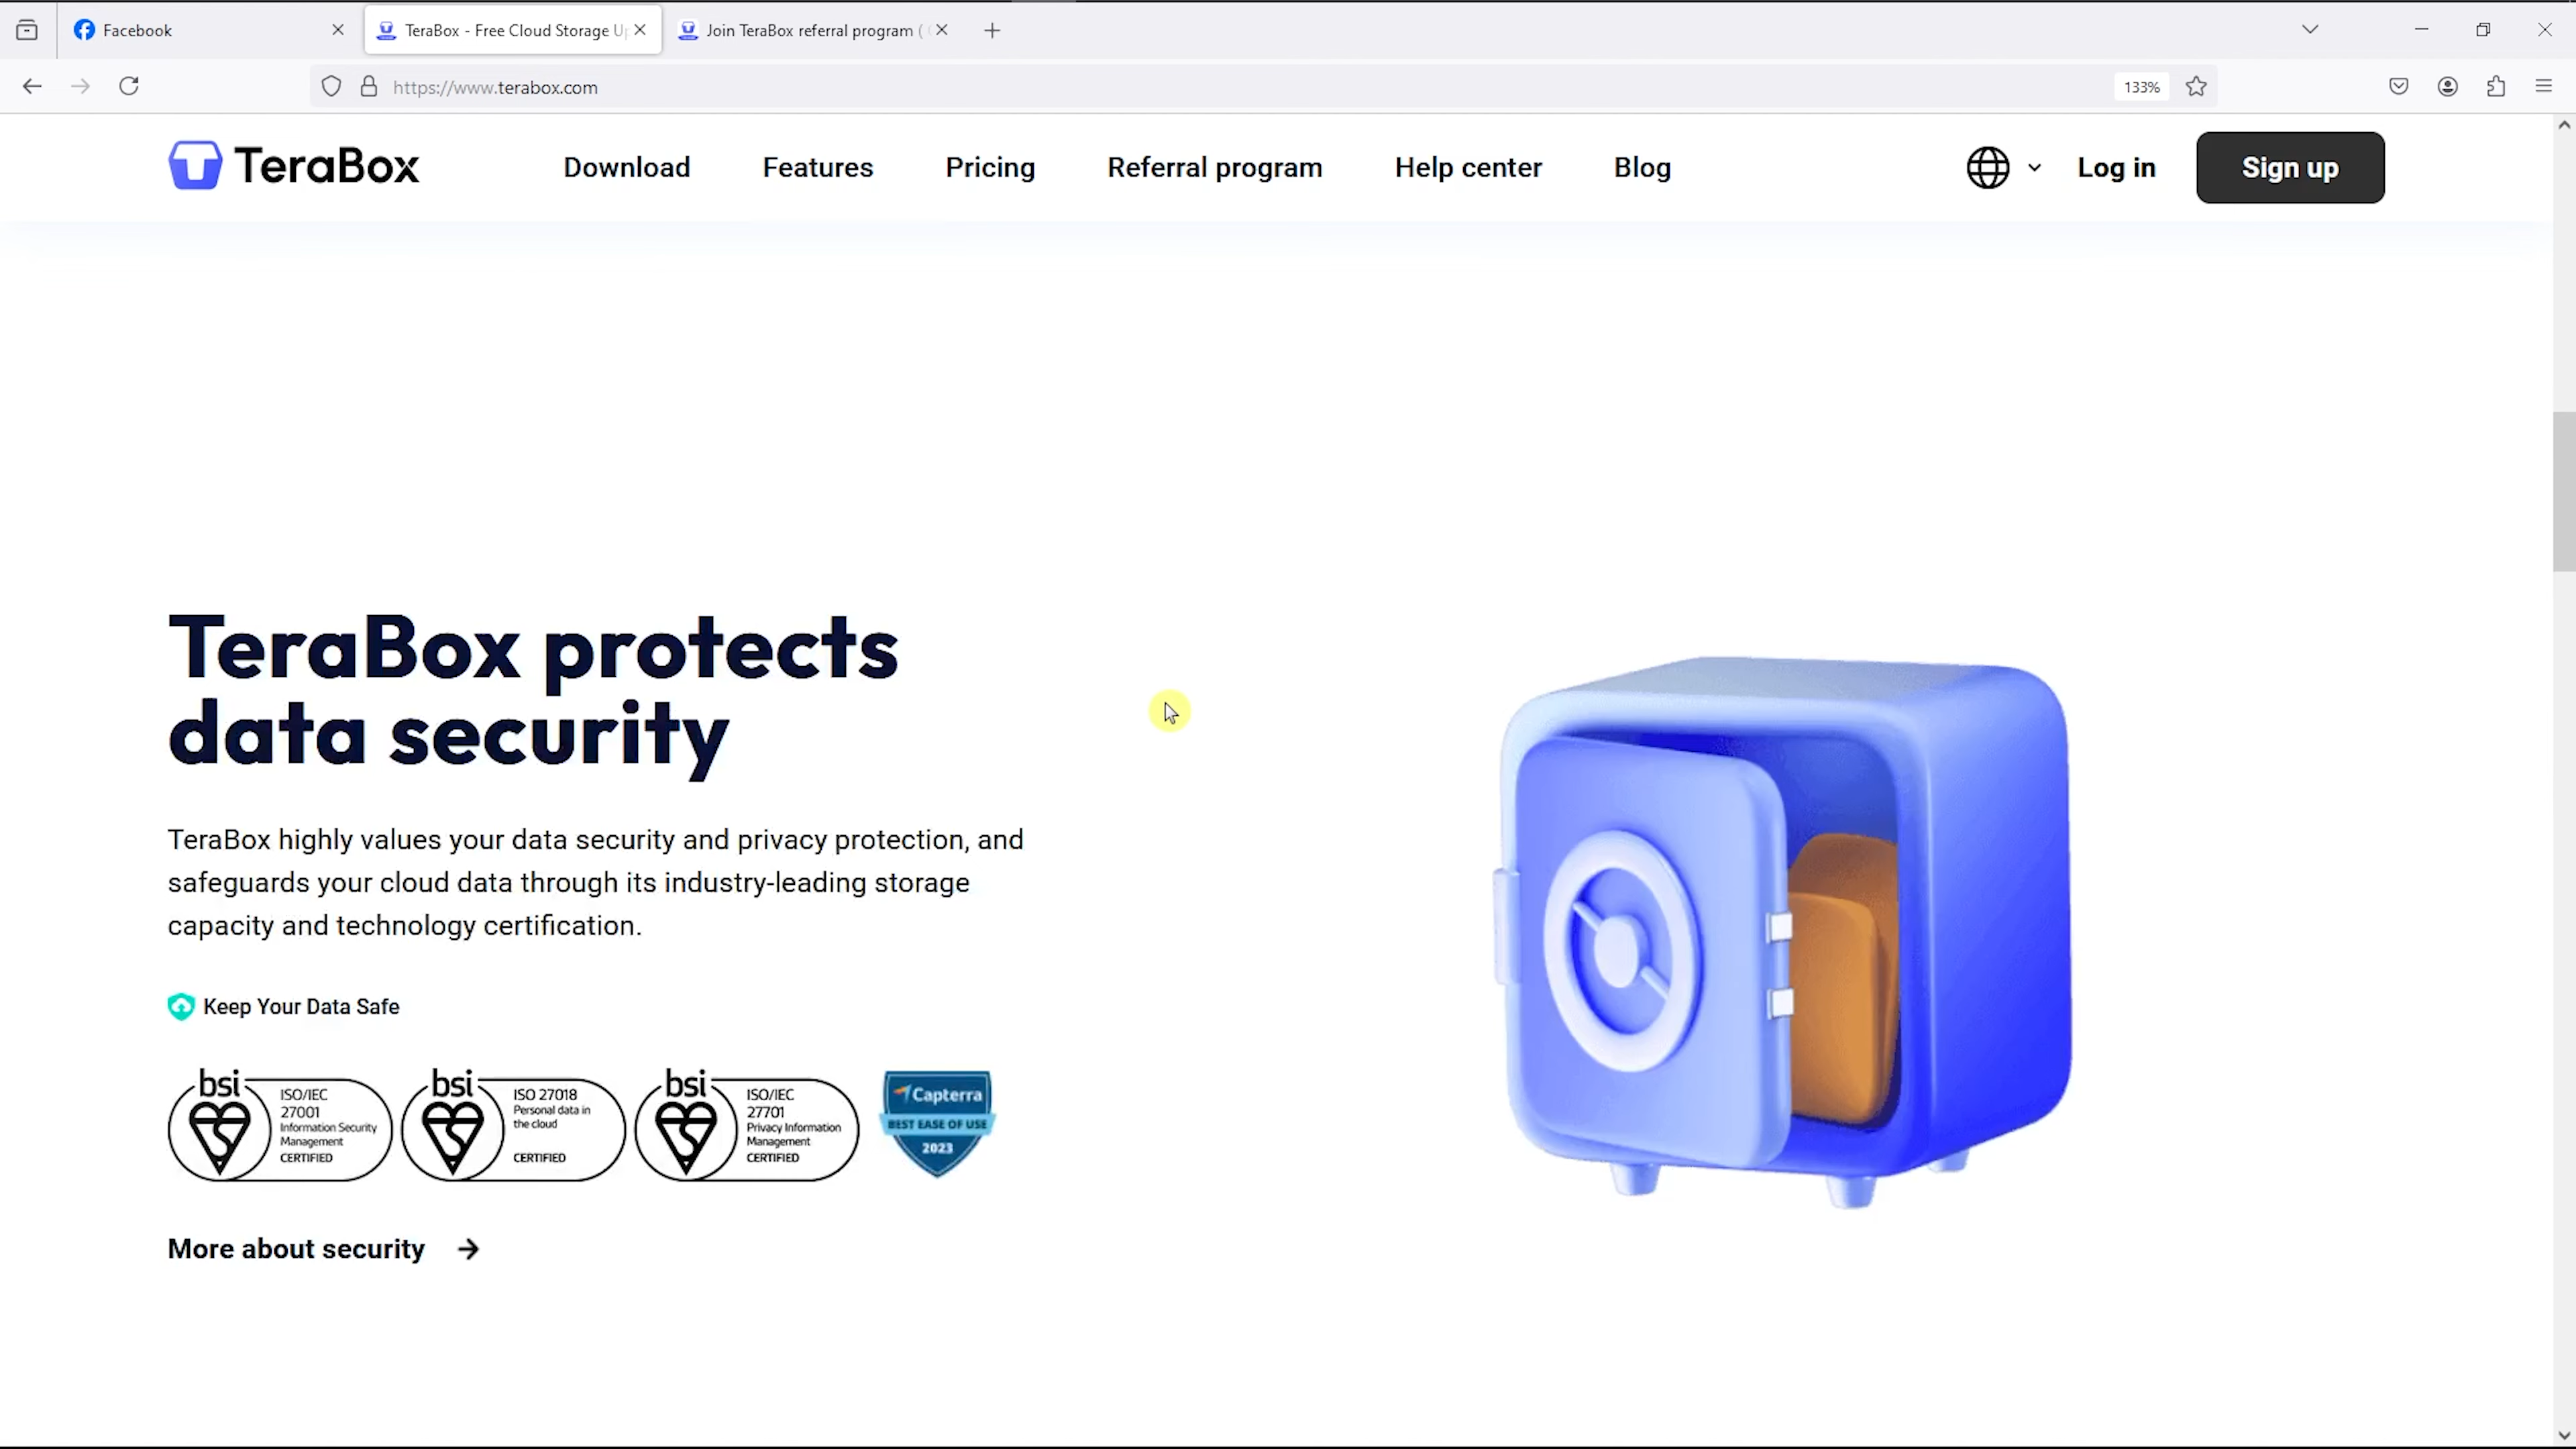 Facebook
TeraBox - Free Cloud Storage U
Join TeraBox referral program (
https://www.terabox.com
133%
TeraBox
Download
Features
Pricing
Referral program
Help center
Blog
Log in
Sign up
TeraBox protects
data security
TeraBox highly values your data security and privacy protection, and
safeguards your cloud data through its industry-leading storage
capacity and technology certification.
Keep Your Data Safe
bsi
ISO/IEC
27001
Information Security
Management
CERTIFIED
bsi
ISO 27018
Personal data in
the cloud
CERTIFIED
bsi
ISO/IEC
27701
Privacy Information
Management
CERTIFIED
Capterra
BEST EASE OF USE
2023
More about security